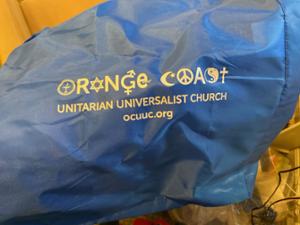 ORANGE COAST
UNITARIAN UNIVERSALIST CHURCH
ocuuc.org